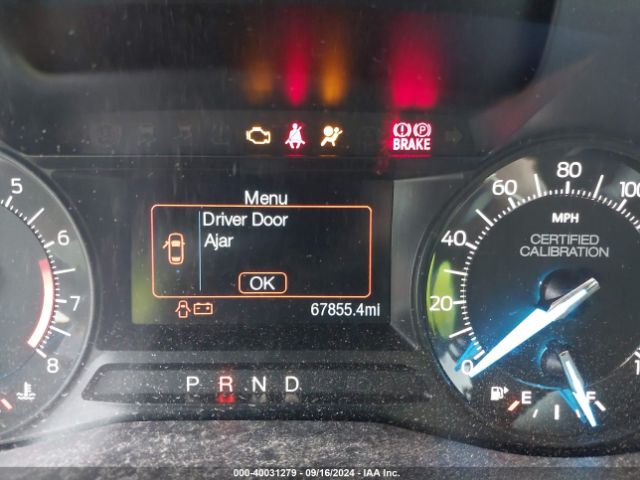 BRAKE
Menu
Driver Door
Ajar
OK
67855.4mi
P R N D
5
6
7
8
0
20
40
60
80
100
MPH
CERTIFIED
CALIBRATION
E F
000-40031279 - 09/16/2024 - IAA Inc.